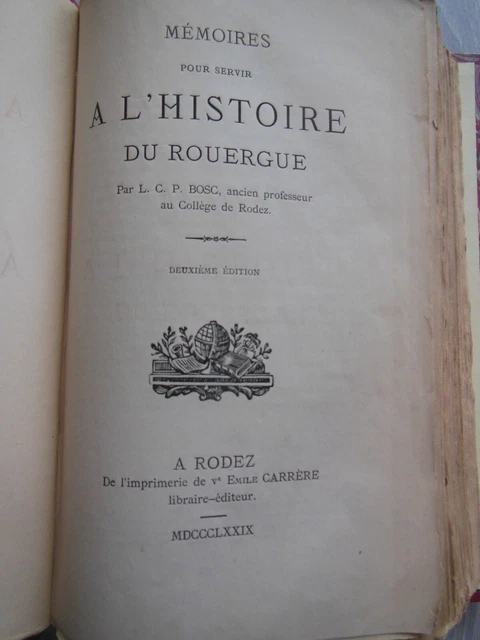 MÉMOIRES
POUR SERVIR
A L'HISTOIRE
DU ROUERGUE
Par L. C. P. BOSC, ancien professeur
au Collège de Rodez.
DEUXIÈME ÉDITION
A RODEZ
De l'imprimerie de Vᵉ EMILE CARRÈRE
libraire-éditeur.
MDCCCLXXIX